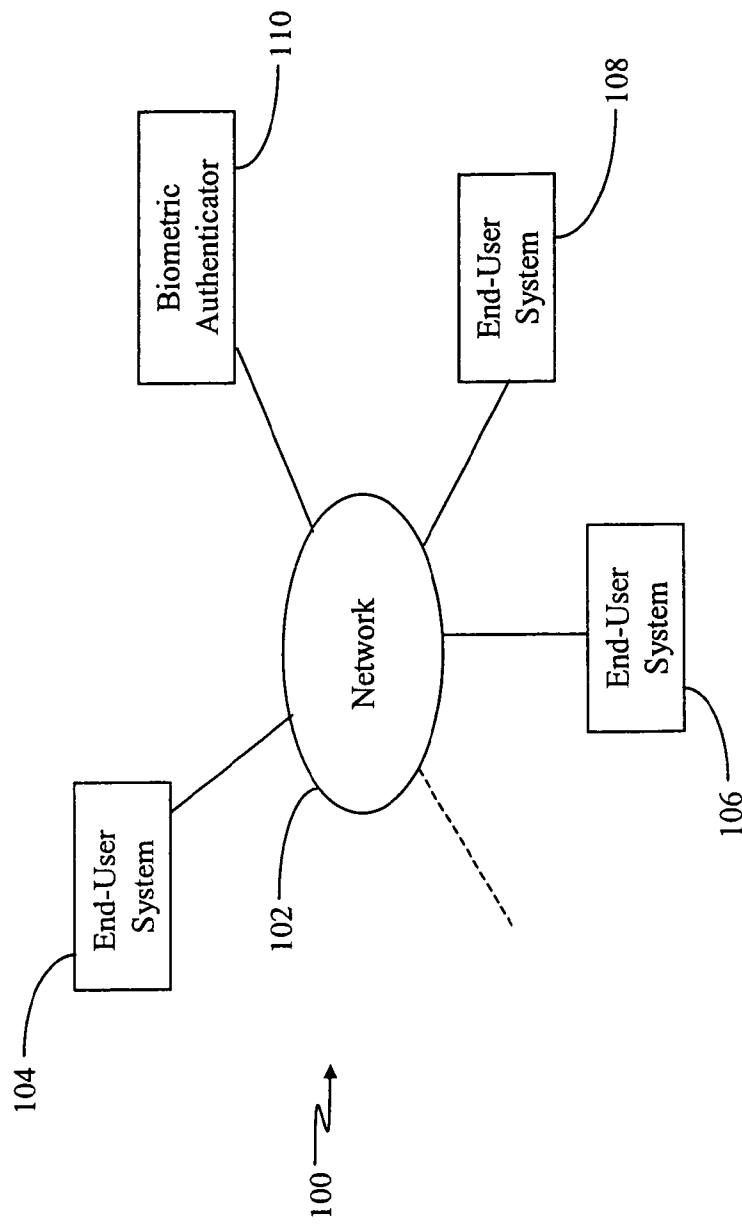 100
104
End-User
System
102
Network
Biometric
Authenticator
110
106
End-User
System
End-User
System
108